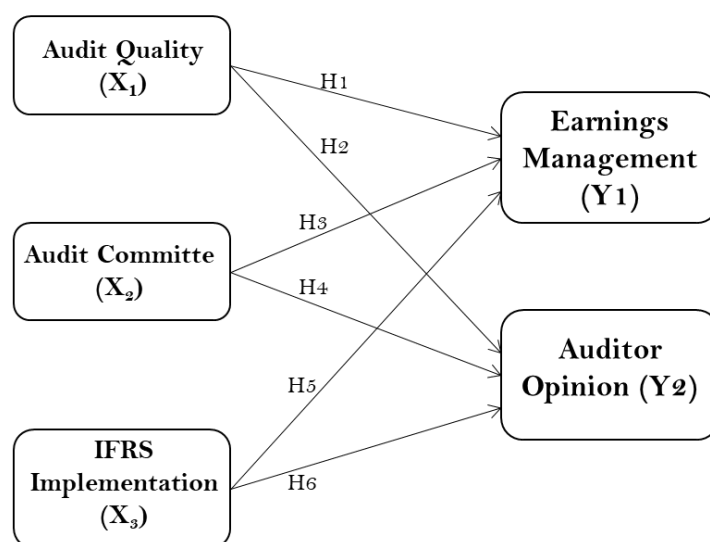 Audit Quality
(X₁)
H1
Earnings
Management
(Y1)
H2
Audit Committe
(X₂)
H3
H4
Auditor
Opinion (Y2)
H5
IFRS
Implementation
(X₃)
H6